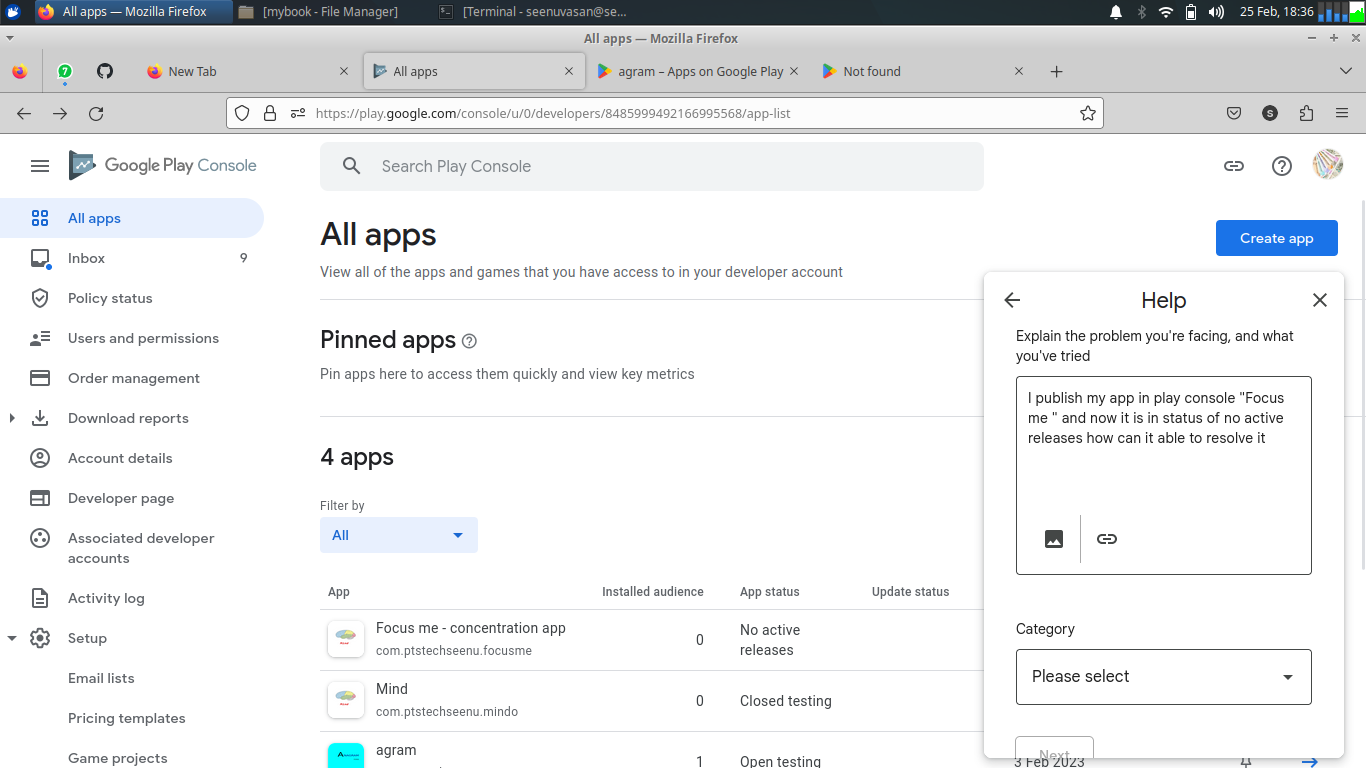 All apps — Mozilla Firefox
[mybook - File Manager]
[Terminal - seenuvasan@se...
25 Feb, 18:36
All apps — Mozilla Firefox
7
New Tab
All apps
agram – Apps on Google Play
Not found
https://play.google.com/console/u/0/developers/8485999492166995568/app-list
S
Google Play Console
Search Play Console
All apps
Inbox
9
Policy status
Users and permissions
Order management
Download reports
Account details
Developer page
Associated developer
accounts
Activity log
Setup
Email lists
Pricing templates
Game projects
All apps
Create app
View all of the apps and games that you have access to in your developer account
Pinned apps
Pin apps here to access them quickly and view key metrics
4 apps
Filter by
All
App
Installed audience
App status
Update status
Focus me - concentration app
com.ptstechseenu.focusme
0
No active
releases
Mind
com.ptstechseenu.mindo
0
Closed testing
agram
1
Open testing
3 Feb 2023
Help
Explain the problem you're facing, and what
you've tried
I publish my app in play console "Focus
me " and now it is in status of no active
releases how can it able to resolve it
Category
Please select
Next